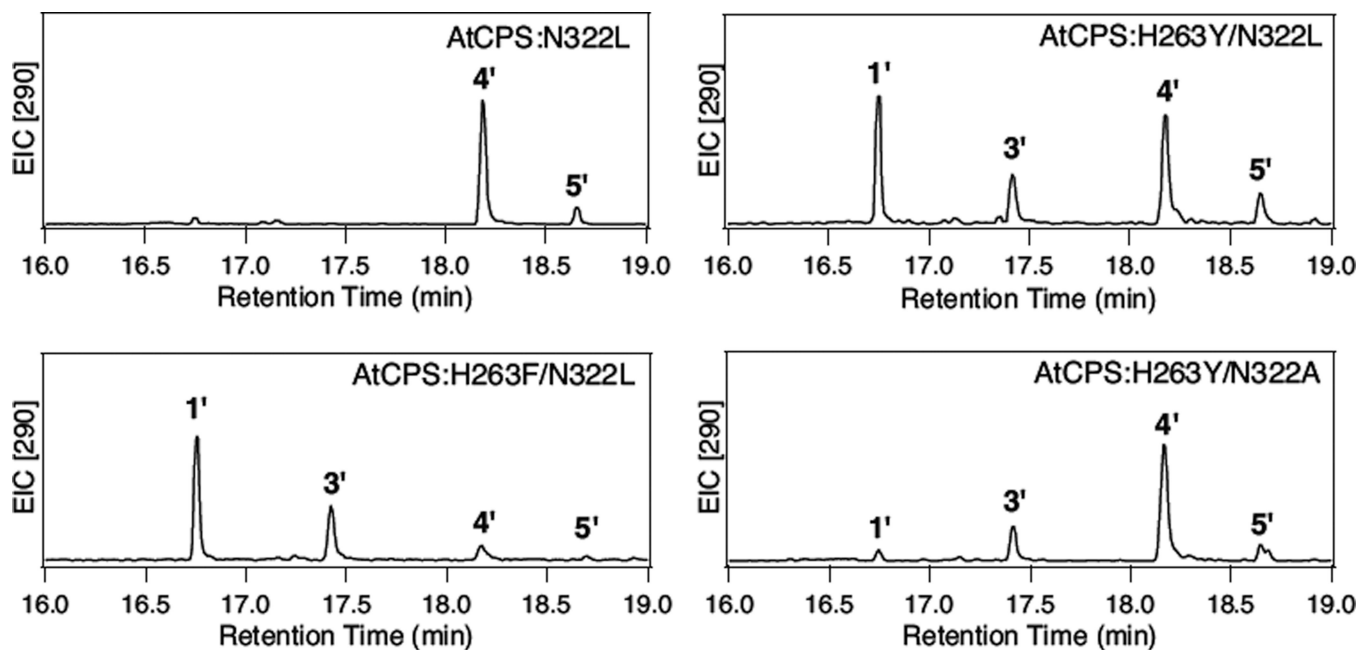 AtCPS:N322L
4'
5'
EIC [290]
16.0 16.5 17.0 17.5 18.0 18.5 19.0
Retention Time (min)
AtCPS:H263Y/N322L
1'
3'
4'
5'
EIC [290]
16.0 16.5 17.0 17.5 18.0 18.5 19.0
Retention Time (min)
AtCPS:H263F/N322L
1'
3'
4'
5'
EIC [290]
16.0 16.5 17.0 17.5 18.0 18.5 19.0
Retention Time (min)
AtCPS:H263Y/N322A
1'
3'
4'
5'
EIC [290]
16.0 16.5 17.0 17.5 18.0 18.5 19.0
Retention Time (min)